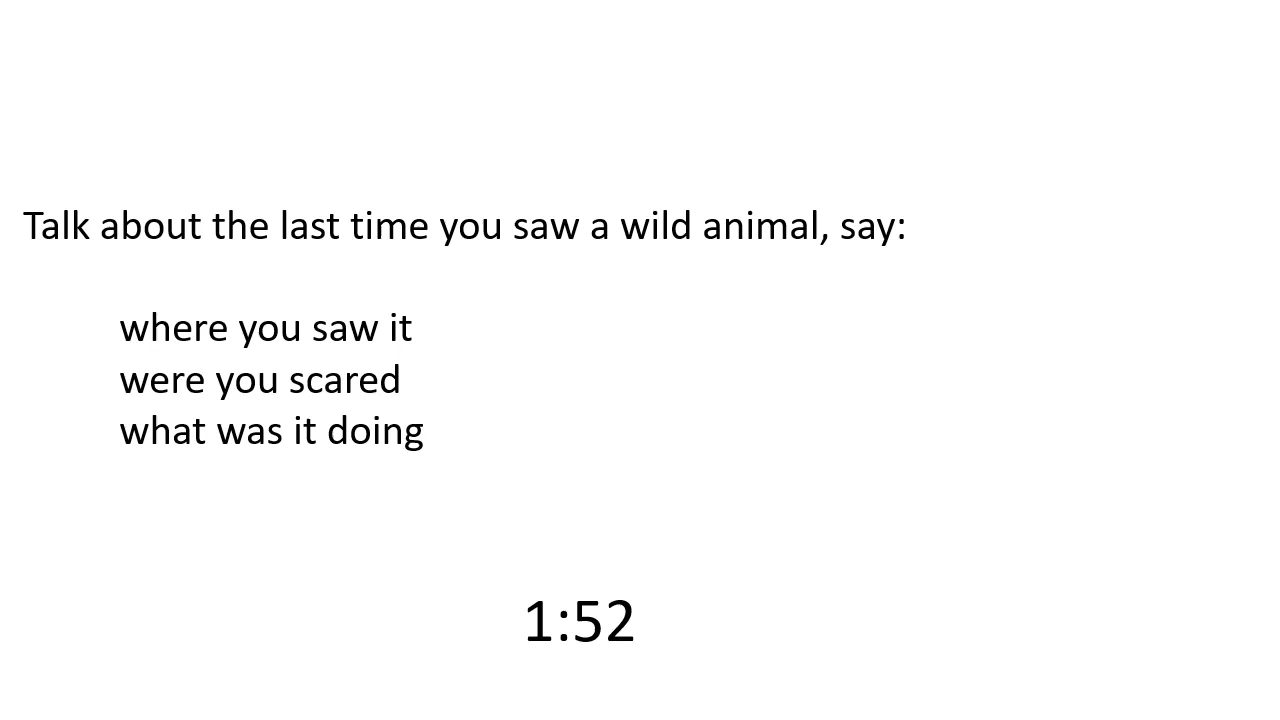 Talk about the last time you saw a wild animal, say:
where you saw it
were you scared
what was it doing
1:52